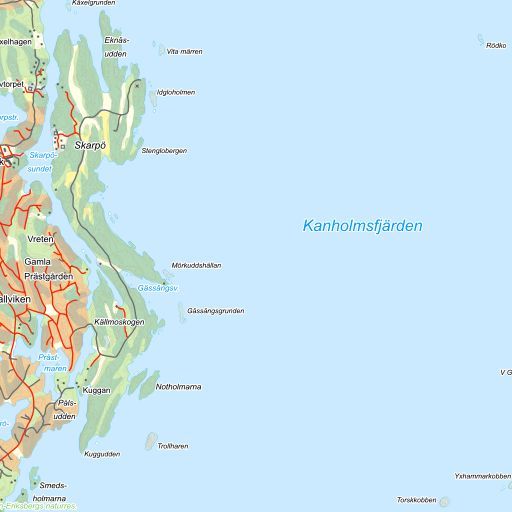 Käxelgrunden
Eknäs-
udden
xelhagen
Vita märren
Rödko
vtorpet
Idgloholmen
orpstr.
Skarpö
Stenglobergen
Skarpö-
sundet
Kanholmsfjärden
Vreten
Gamla
Prästgården
Mörkuddshällan
Gåssängsv.
ällviken
Gåssängsgrunden
Källmoskogen
Präst-
maren
V G
Kuggan
Notholmarna
Påls-
udden
Trollharen
Kuggudden
Yxhammarkobben
Smeds-
holmarna
Torskkobben
n-Eriksbergs naturres.